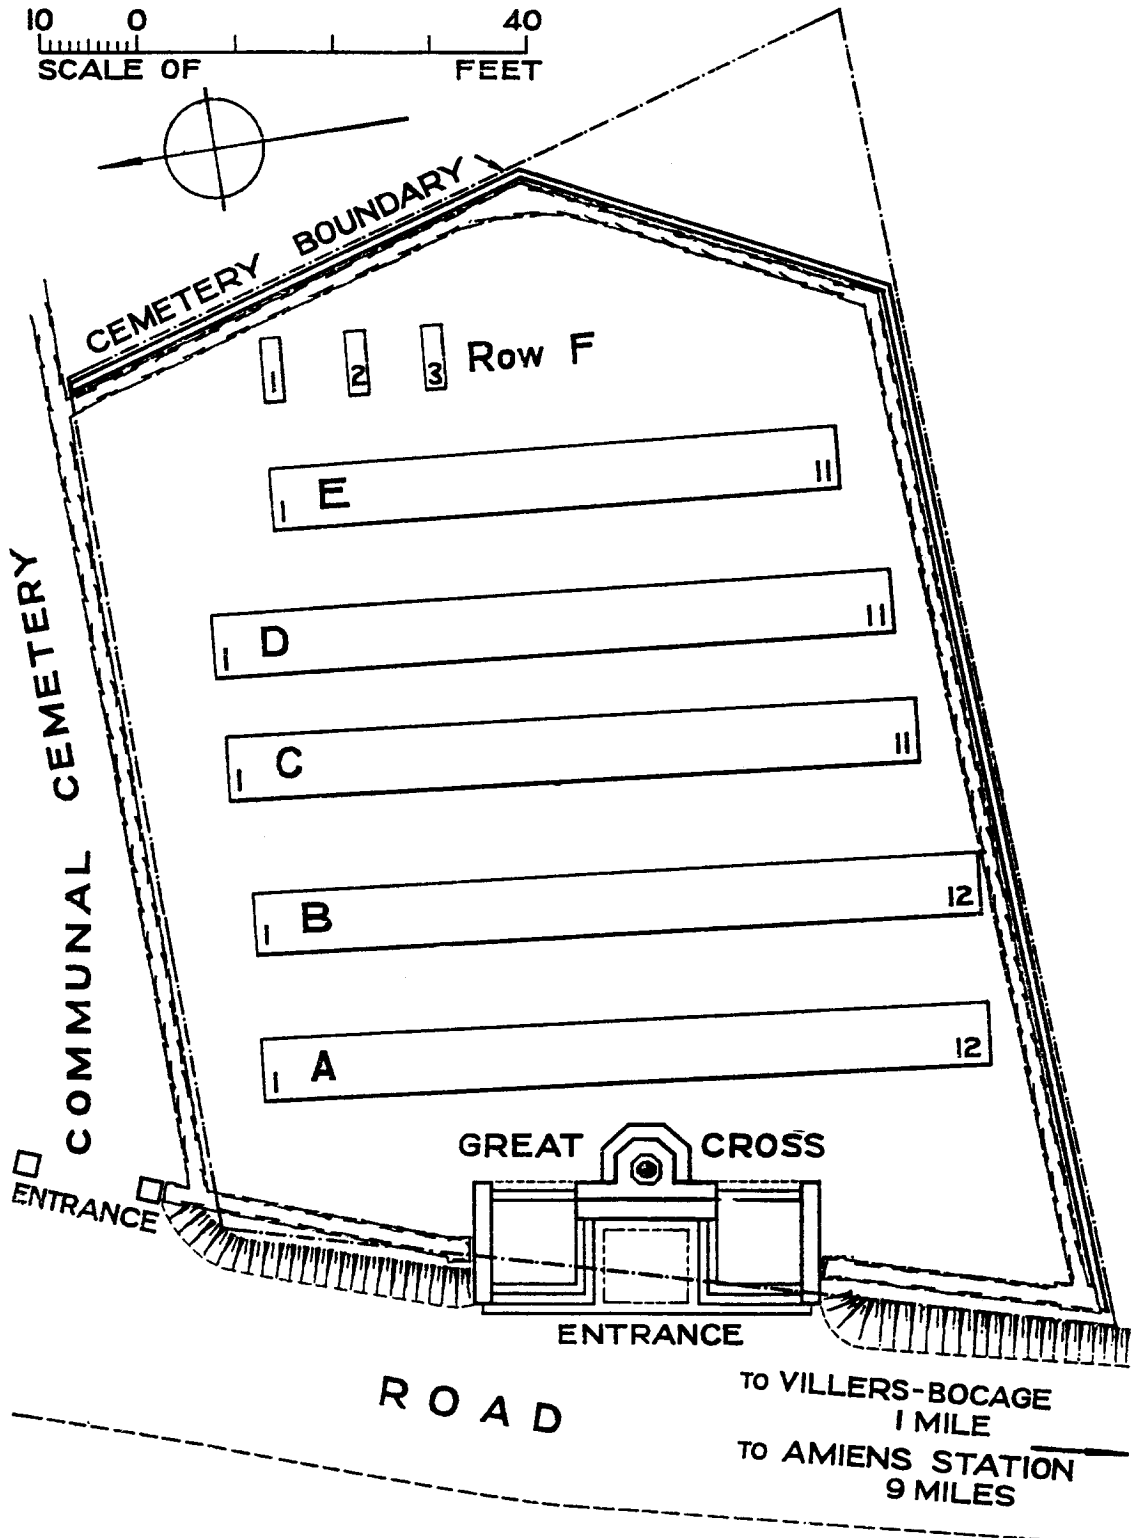 10 0 40
SCALE OF FEET
CEMETERY BOUNDARY
1 2 3 Row F
1 E 11
1 D 11
1 C 11
1 B 12
1 A 12
COMMUNAL CEMETERY
GREAT CROSS
ENTRANCE
ENTRANCE
ROAD
TO VILLERS-BOCAGE
1 MILE
TO AMIENS STATION
9 MILES